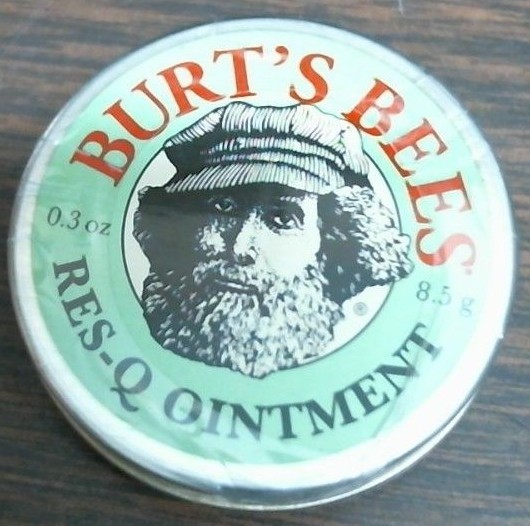 BURT'S BEES®
0.3 oz
8.5 g
RES-Q OINTMENT
®